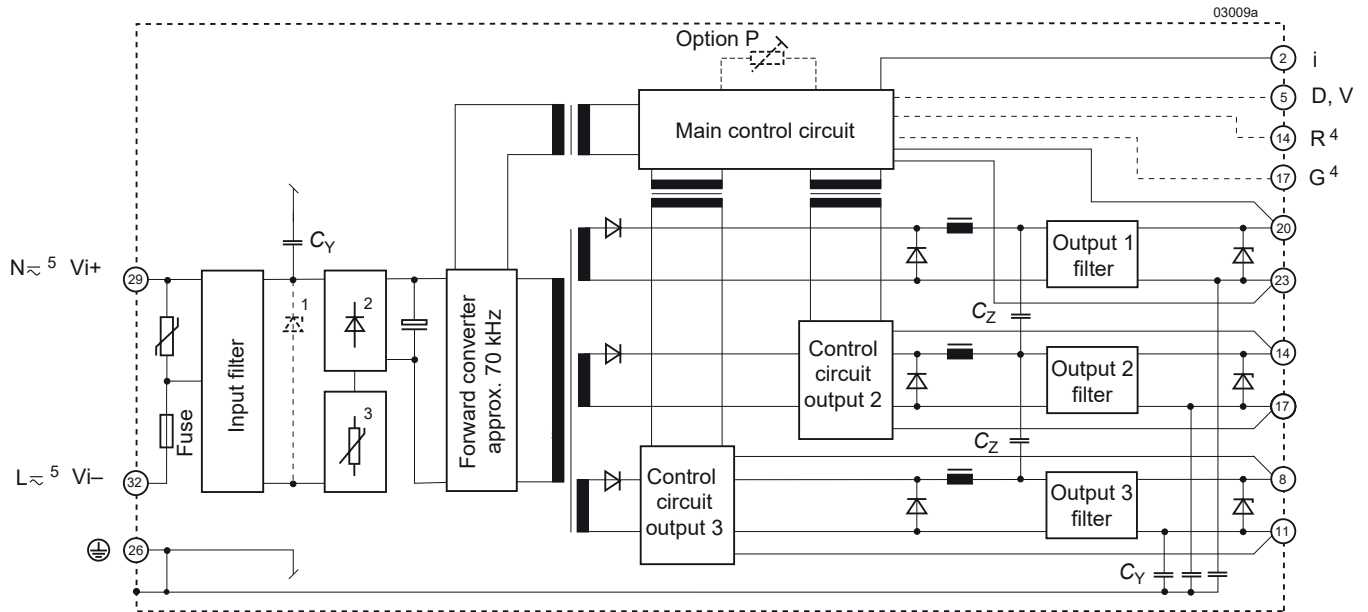 03009a
Option P
2 i
5 D, V
Main control circuit
14 R 4
17 G 4
20
CY
Output 1
filter
N≂ 5 Vi+
29
23
1
2
CZ
Input filter
Forward converter
approx. 70 kHz
Control
circuit
output 2
14
Output 2
filter
3
Fuse
17
CZ
L≂ 5 Vi–
32
Control
circuit
output 3
8
Output 3
filter
11
26
CY